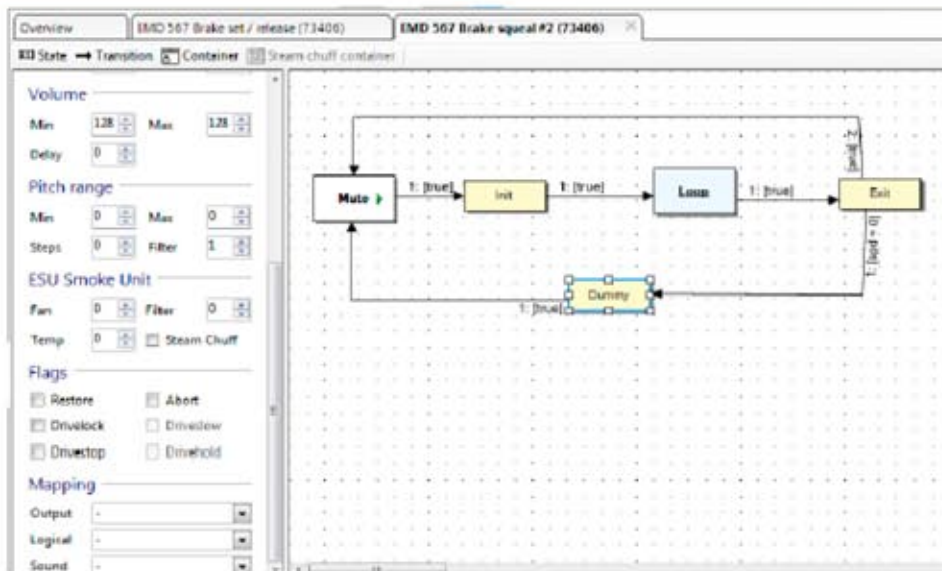 Overview
EMD 567 Brake set / release (73406)
EMD 567 Brake squeal #2 (73406)
State Transition Container Steam chuff container
Volume
Min 128 Max 128
Delay 0
Pitch range
Min 0 Max 0
Steps 0 Filter 1
ESU Smoke Unit
Fan 0 Filter 0
Temp 0 Steam Chuff
Flags
Restore Abort
Drivelock Driveslow
Drivestop Drivehold
Mapping
Output -
Logical -
Sound -
2: [true]
Mute 1: [true] Init 1: [true] Loop 1: [true] Exit
1: [true] Dummy